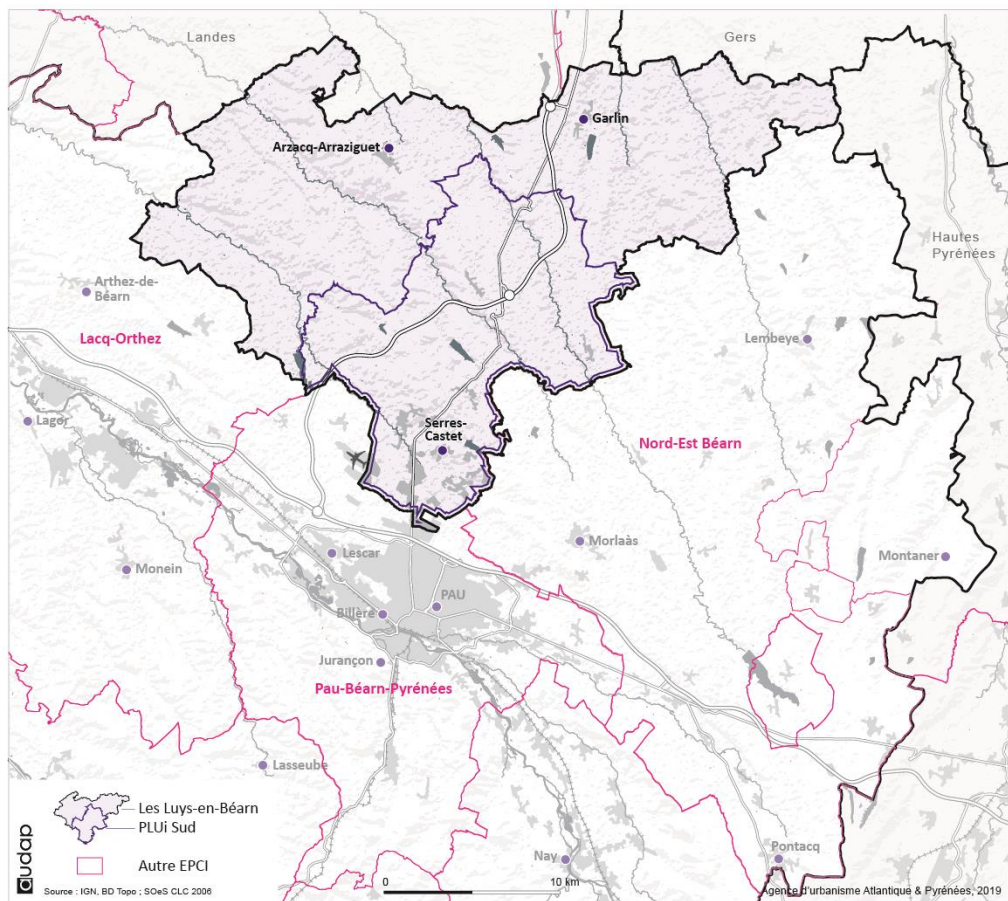 Landes
Gers
Garlin
Arzacq-Arraziguet
Hautes
Pyrénées
Arthez-de-
Béarn
Lacq-Orthez
Lembeye
Lagor
Serres-
Castet
Nord-Est Béarn
Morlaàs
Montaner
Lescar
Monein
PAU
Billère
Jurançon
Pau-Béarn-Pyrénées
Lasseube
Les Luys-en-Béarn
PLUi Sud
Autre EPCI
Nay
Pontacq
audap
Source : IGN, BD Topo ; SOeS CLC 2006
0 10 km
Agence d'urbanisme Atlantique & Pyrénées, 2019